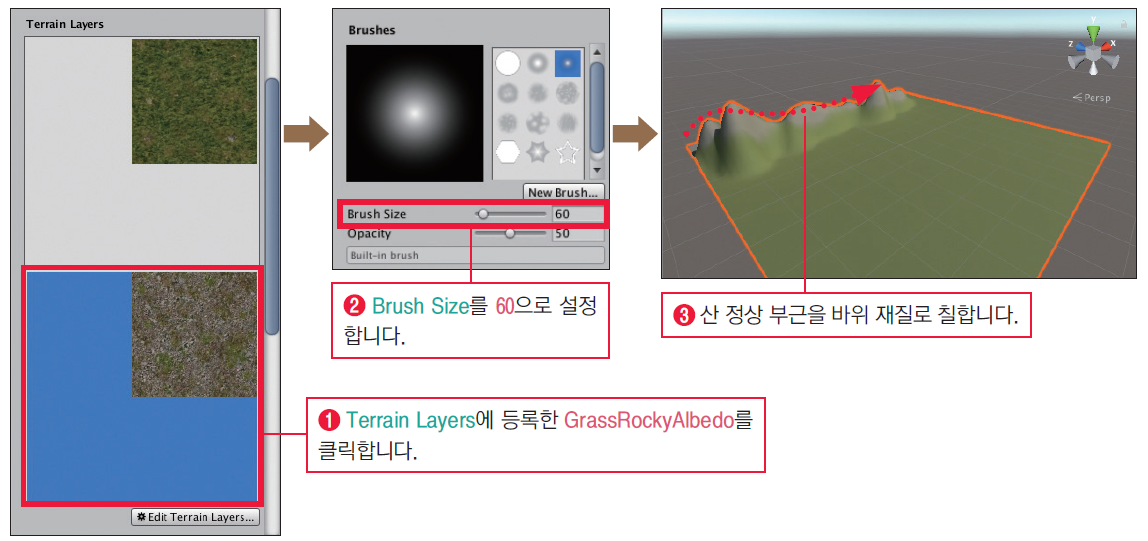 Terrain Layers
Edit Terrain Layers...
Brushes
New Brush...
Brush Size 60
Opacity 50
Built-in brush
Y
Z X
Persp
❶ Terrain Layers에 등록한 GrassRockyAlbedo를
클릭합니다.
❷ Brush Size를 60으로 설정
합니다.
❸ 산 정상 부근을 바위 재질로 칠합니다.